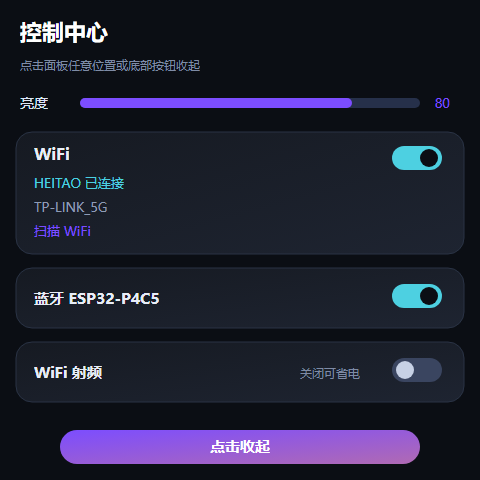 控制中心
点击面板任意位置或底部按钮收起
亮度 80
WiFi
HEITAO 已连接
TP-LINK_5G
扫描 WiFi
蓝牙 ESP32-P4C5
WiFi 射频 关闭可省电
点击收起